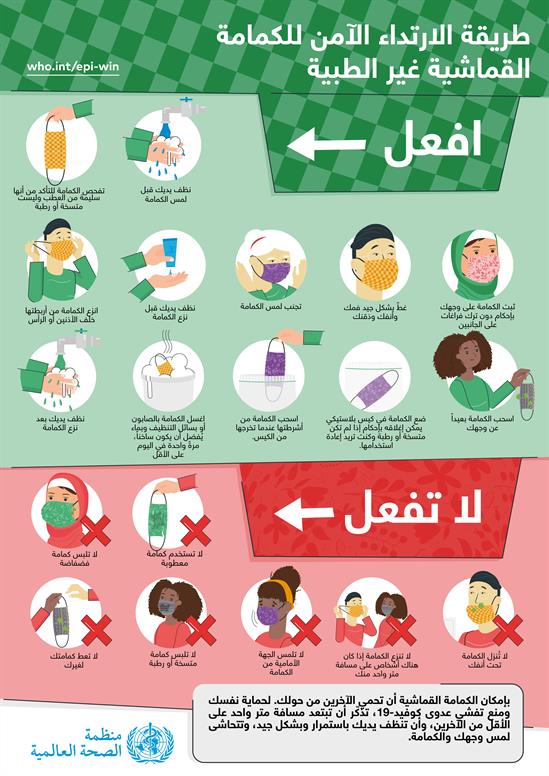 طريقة الارتداء الآمن للكمامة
القماشية غير الطبية
who.int/epi-win
افعل
نظف يديك قبل
لمس الكمامة
تفحص الكمامة للتأكد من أنها
سليمة من العطب وليست
متسخة أو رطبة
ثبت الكمامة على وجهك
بإحكام دون ترك فراغات
على الجانبين
غطِّ بشكل جيد فمك
وأنفك وذقنك
تجنب لمس الكمامة
نظف يديك قبل
نزع الكمامة
انزع الكمامة من أربطتها
خلف الأذنين أو الرأس
اسحب الكمامة بعيداً
عن وجهك
ضع الكمامة في كيس بلاستيكي
يمكن إغلاقه بإحكام إذا لم تكن
متسخة أو رطبة وكنت تريد إعادة
استخدامها.
اسحب الكمامة من
أشرطتها عندما تخرجها
من الكيس.
اغسل الكمامة بالصابون
أو بسائل التنظيف وبماء
يُفضل أن يكون ساخناً،
مرة واحدة في اليوم
على الأقل
نظف يديك بعد
نزع الكمامة
لا تفعل
لا تستخدم كمامة
معطوبة
لا تلبس كمامة
فضفاضة
لا تُنزل الكمامة
تحت أنفك
لا تنزع الكمامة إذا كان
هناك أشخاص على مسافة
متر واحد منك
لا تلمس الجهة
الأمامية من
الكمامة
لا تلبس كمامة
متسخة أو رطبة
لا تعط كمامتك
لغيرك
بإمكان الكمامة القماشية أن تحمي الآخرين من حولك. لحماية نفسك
ومنع تفشي عدوى كوفيد-19، تذكّر أن تبتعد مسافة متر واحد على
الأقل من الآخرين، وأن تنظف يديك باستمرار وبشكل جيد، وتتحاشى
لمس وجهك والكمامة.
منظمة
الصحة العالمية